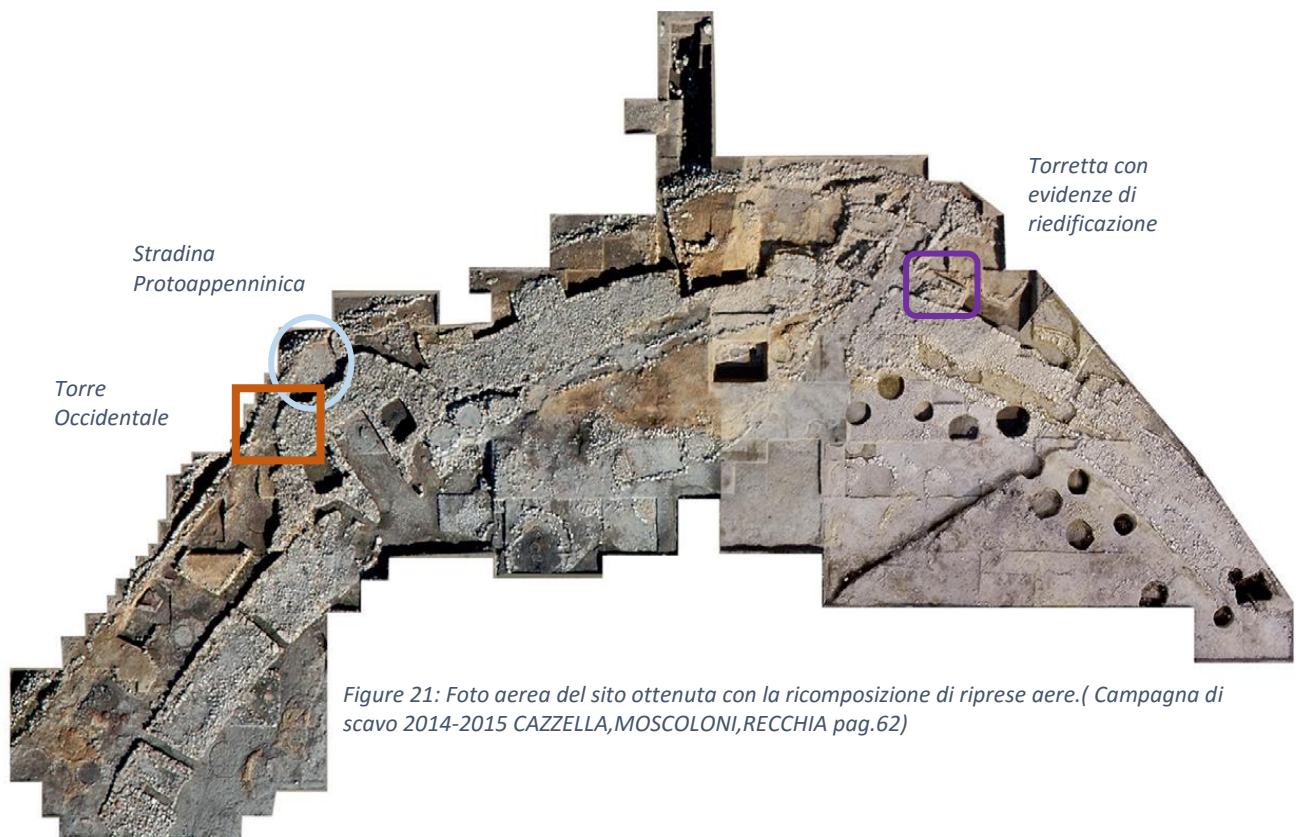 Torretta con
evidenze di
riedificazione
Stradina
Protoappenninica
Torre
Occidentale
Figure 21: Foto aerea del sito ottenuta con la ricomposizione di riprese aere.( Campagna di
scavo 2014-2015 CAZZELLA,MOSCOLONI,RECCHIA pag.62)